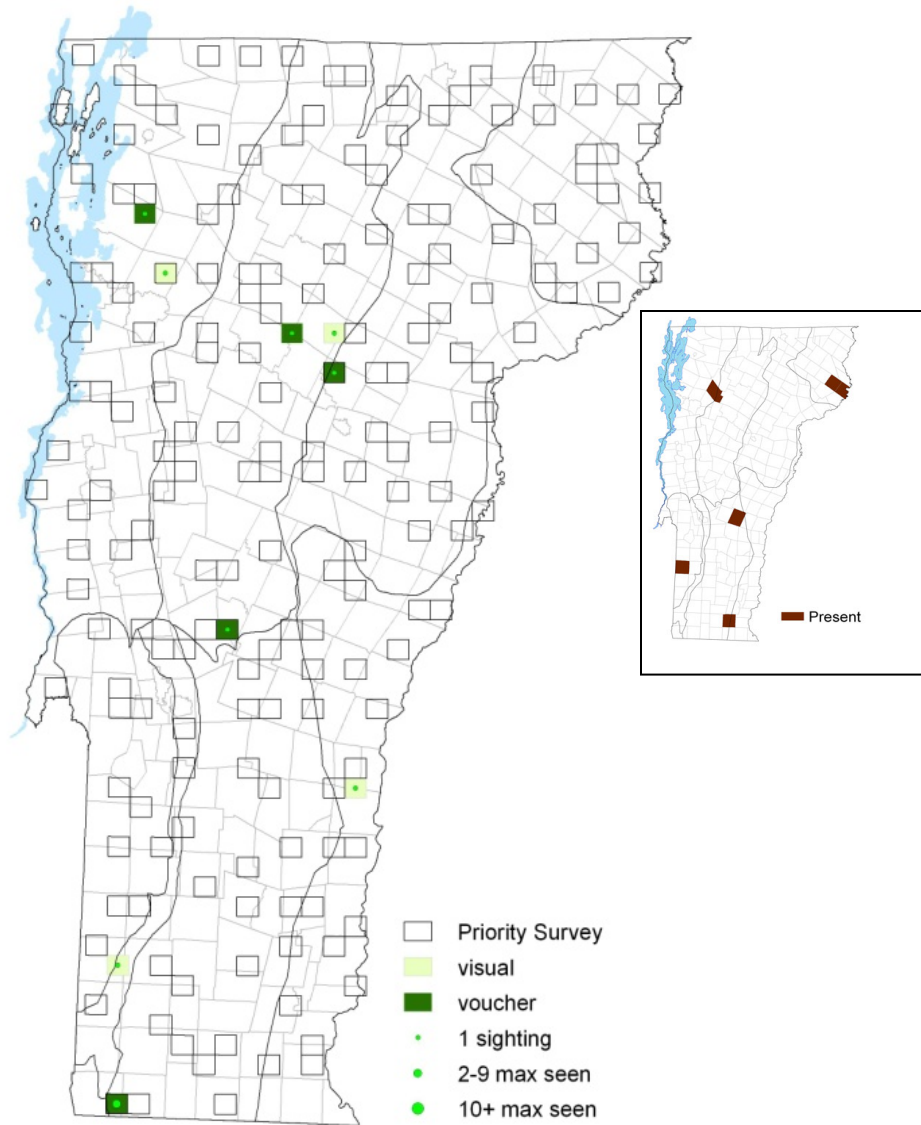 Present
Priority Survey
visual
voucher
1 sighting
2-9 max seen
10+ max seen